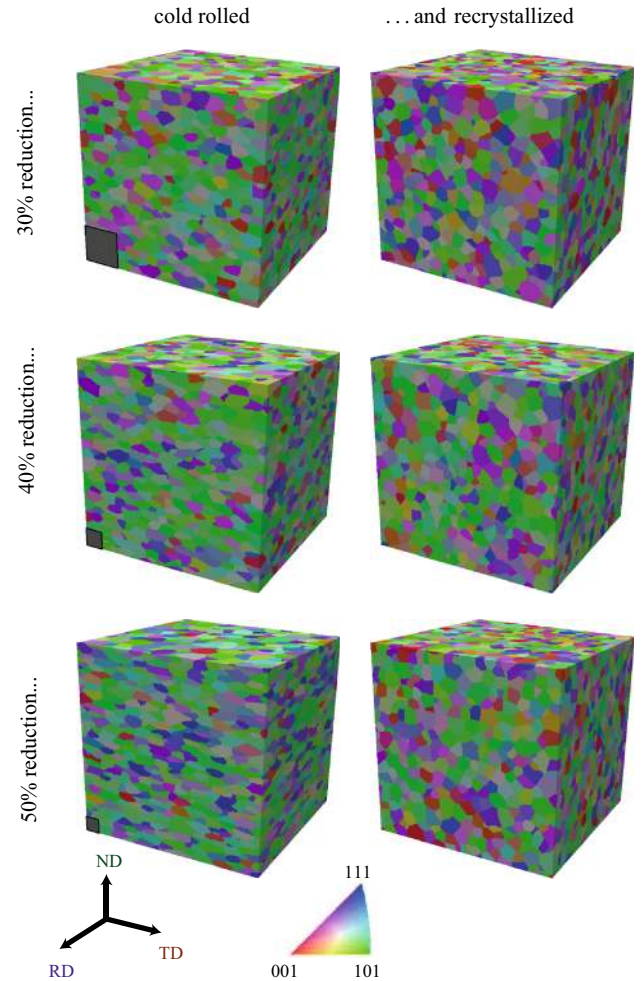 cold rolled
... and recrystallized
30% reduction...
40% reduction...
50% reduction...
ND
RD
TD
111
001
101